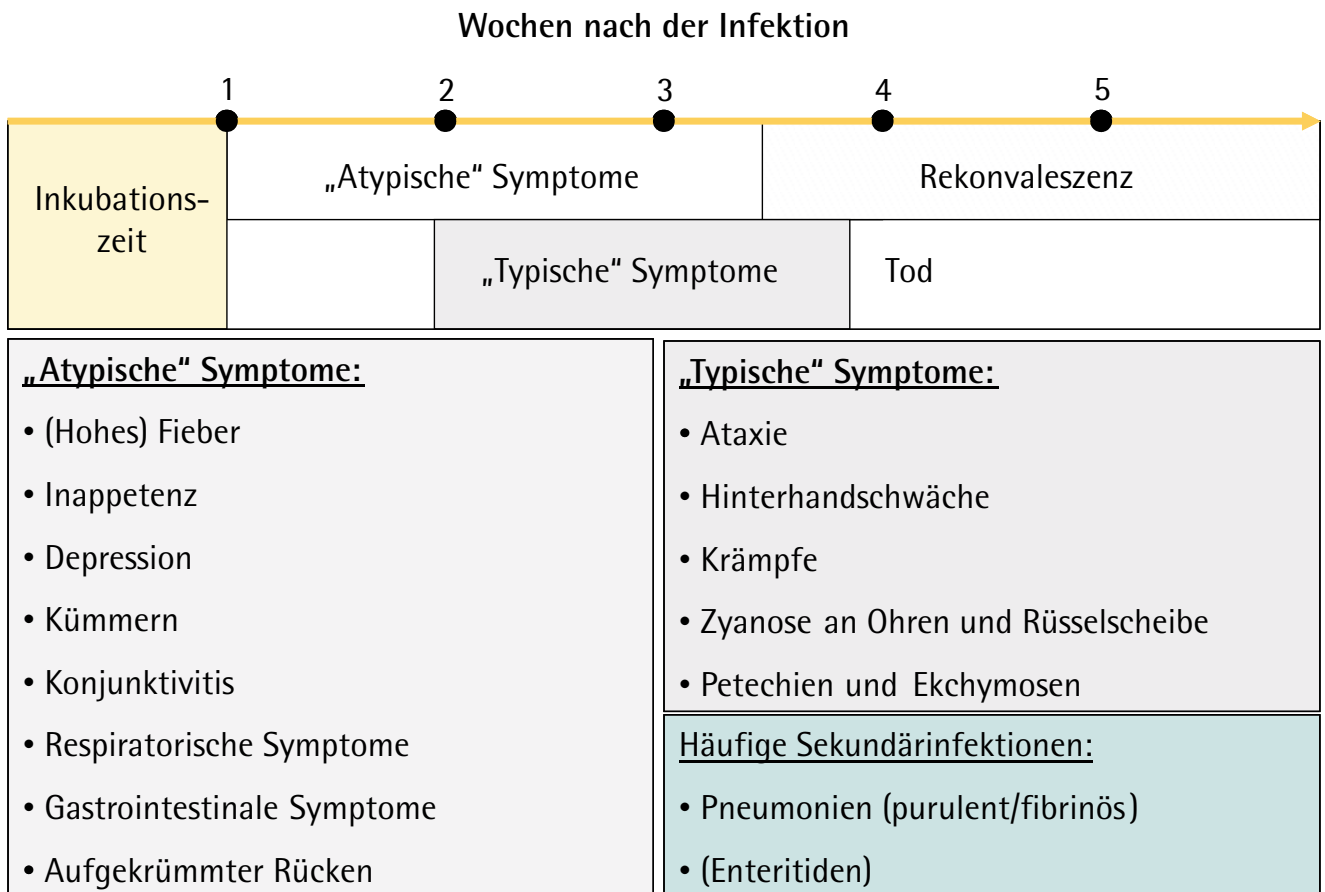 Wochen nach der Infektion
1 2 3 4 5
Inkubations-
zeit
„Atypische" Symptome
Rekonvaleszenz
„Typische" Symptome
Tod
„Atypische" Symptome:
• (Hohes) Fieber
• Inappetenz
• Depression
• Kümmern
• Konjunktivitis
• Respiratorische Symptome
• Gastrointestinale Symptome
• Aufgekrümmter Rücken
„Typische" Symptome:
• Ataxie
• Hinterhandschwäche
• Krämpfe
• Zyanose an Ohren und Rüsselscheibe
• Petechien und Ekchymosen
Häufige Sekundärinfektionen:
• Pneumonien (purulent/fibrinös)
• (Enteritiden)